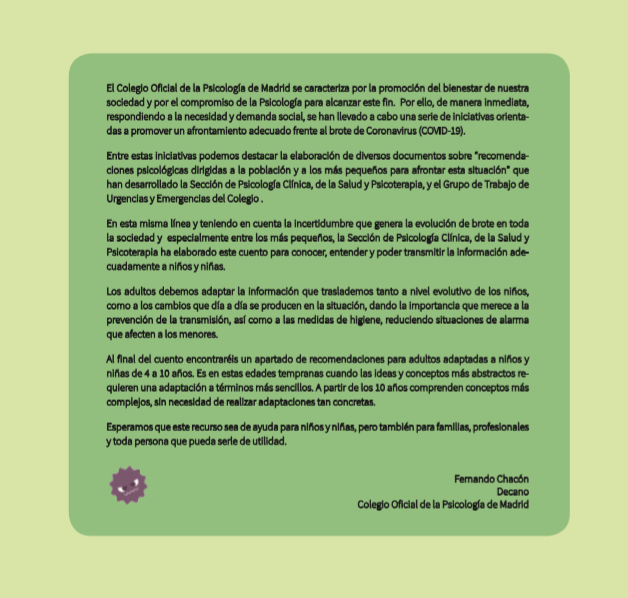 El Colegio Oficial de la Psicología de Madrid se caracteriza por la promoción del bienestar de nuestra
sociedad y por el compromiso de la Psicología para alcanzar este fin.  Por ello, de manera inmediata,
respondiendo a la necesidad y demanda social, se han llevado a cabo una serie de iniciativas orienta-
das a promover un afrontamiento adecuado frente al brote de Coronavirus (COVID-19).
Entre estas iniciativas podemos destacar la elaboración de diversos documentos sobre "recomenda-
ciones psicológicas dirigidas a la población y a los más pequeños para afrontar esta situación" que
han desarrollado la Sección de Psicología Clínica, de la Salud y Psicoterapia, y el Grupo de Trabajo de
Urgencias y Emergencias del Colegio .
En esta misma línea y teniendo en cuenta la incertidumbre que genera la evolución de brote en toda
la sociedad y  especialmente entre los más pequeños, la Sección de Psicología Clínica, de la Salud y
Psicoterapia ha elaborado este cuento para conocer, entender y poder transmitir la información ade-
cuadamente a niños y niñas.
Los adultos debemos adaptar la información que traslademos tanto a nivel evolutivo de los niños,
como a los cambios que día a día se producen en la situación, dando la importancia que merece a la
prevención de la transmisión, así como a las medidas de higiene, reduciendo situaciones de alarma
que afecten a los menores.
Al final del cuento encontraréis un apartado de recomendaciones para adultos adaptadas a niños y
niñas de 4 a 10 años. Es en estas edades tempranas cuando las ideas y conceptos más abstractos re-
quieren una adaptación a términos más sencillos. A partir de los 10 años comprenden conceptos más
complejos, sin necesidad de realizar adaptaciones tan concretas.
Esperamos que este recurso sea de ayuda para niños y niñas, pero también para familias, profesionales
y toda persona que pueda serle de utilidad.
Fernando Chacón
Decano
Colegio Oficial de la Psicología de Madrid